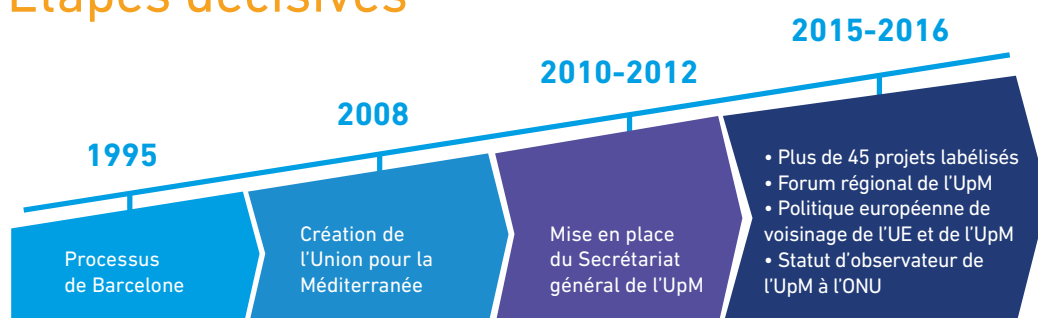 Étapes décisives
1995
Processus
de Barcelone
2008
Création de
l'Union pour la
Méditerranée
2010-2012
Mise en place
du Secrétariat
général de l'UpM
2015-2016
• Plus de 45 projets labélisés
• Forum régional de l'UpM
• Politique européenne de
voisinage de l'UE et de l'UpM
• Statut d'observateur de
l'UpM à l'ONU